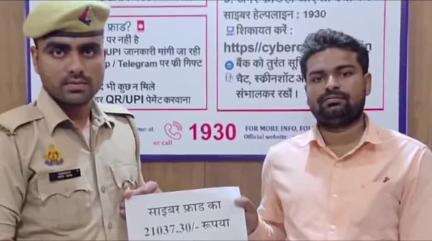 फ्रॉड?
पर नही है
UPI जानकारी मांगी जा रही
/ Telegram पर फ्री गिफ्ट
भी कुछ न मिले
QR/UPI पेमेंट करवाना
साइबर हेल्पलाइन : 1930
शिकायत करें :
https//cyberc
बैंक को तुरंत सूचि
चैट, स्क्रीनशॉट
संभालकर रखें।
or call
1930
FOR MORE INFO, FO
Official website
साइबर फ्राड का
21037.30/- रूपया